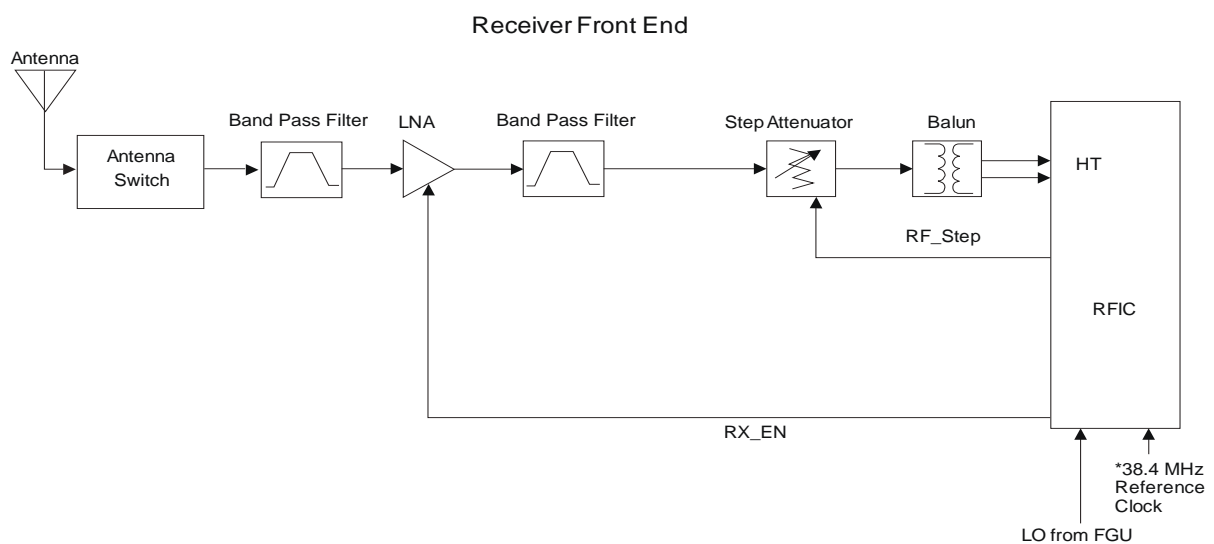 Receiver Front End
Antenna
Antenna
Switch
Band Pass Filter
LNA
Band Pass Filter
Step Attenuator
Balun
HT
RF_Step
RFIC
RX_EN
*38.4 MHz
Reference
Clock
LO from FGU